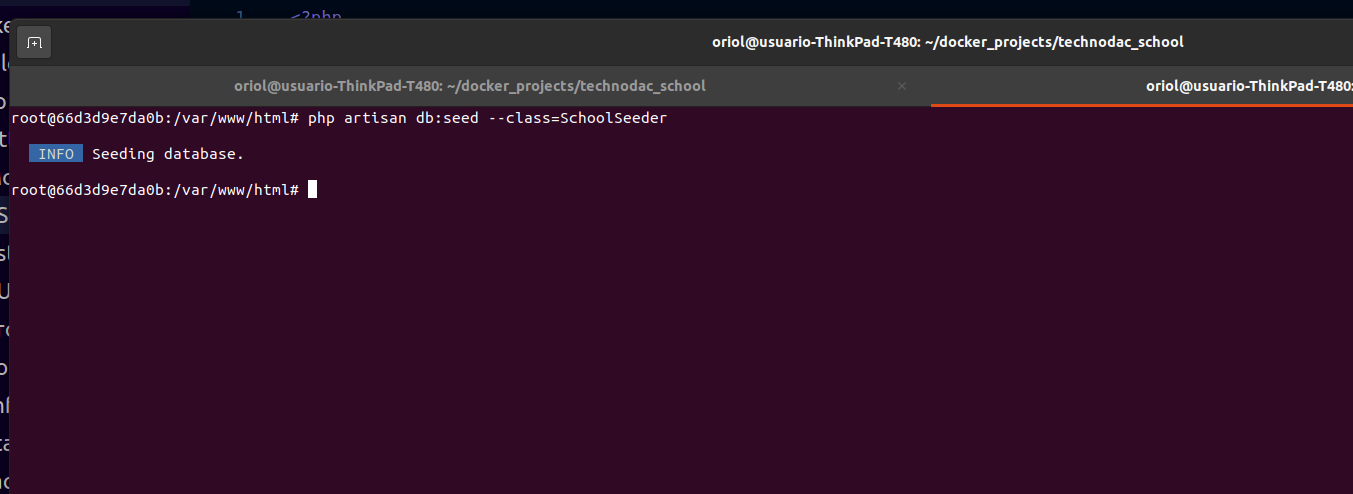 1 <?php
oriol@usuario-ThinkPad-T480: ~/docker_projects/technodac_school
oriol@usuario-ThinkPad-T480: ~/docker_projects/technodac_school × oriol@usuario-ThinkPad-T480:
root@66d3d9e7da0b:/var/www/html# php artisan db:seed --class=SchoolSeeder
INFO Seeding database.
root@66d3d9e7da0b:/var/www/html#